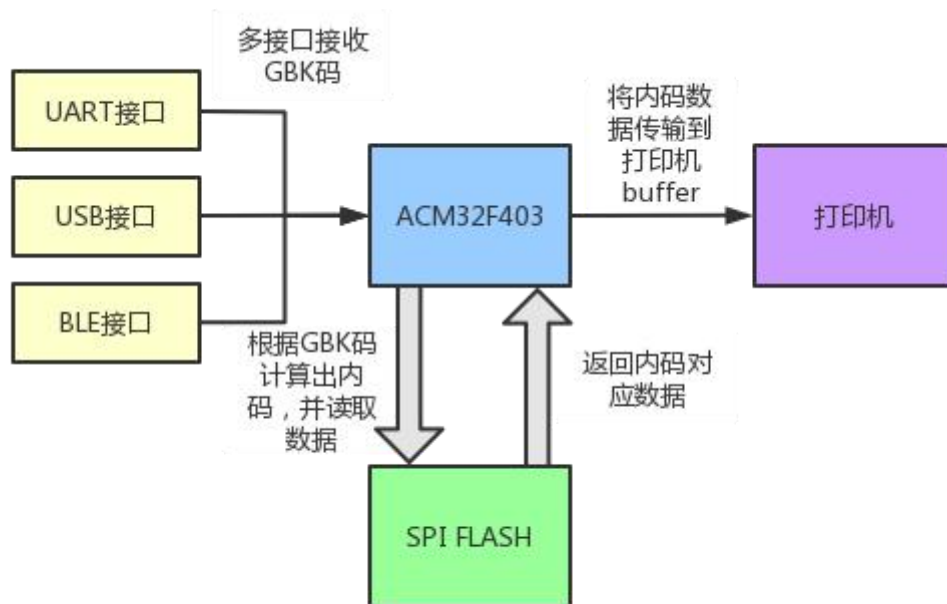 多接口接收
GBK码
UART接口
USB接口
BLE接口
ACM32F403
将内码数
据传输到
打印机
buffer
打印机
根据GBK码
计算出内
码，并读取
数据
返回内码对
应数据
SPI FLASH